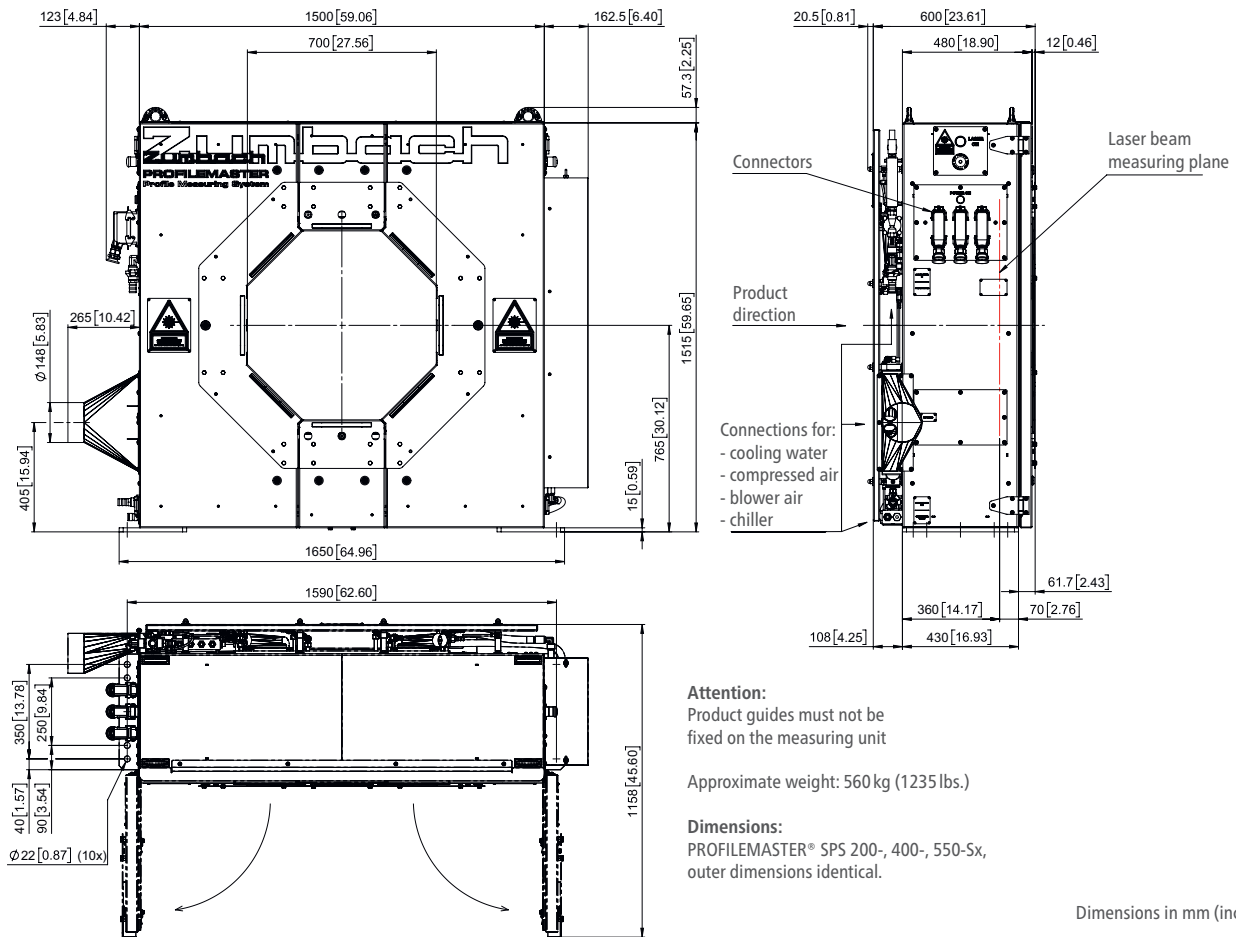 123 [4.84]
1500 [59.06]
162.5 [6.40]
700 [27.56]
57.3 [2.25]
Zumbach
Zumbach
PROFILEMASTER
Profile Measuring System
265 [10.42]
Ø148 [5.83]
405 [15.94]
1515 [59.65]
765 [30.12]
15 [0.59]
1650 [64.96]
20.5 [0.81]
600 [23.61]
480 [18.90]
12 [0.46]
LASER
ON
Connectors
Laser beam
measuring plane
Product
direction
Connections for:
- cooling water
- compressed air
- blower air
- chiller
61.7 [2.43]
360 [14.17]
70 [2.76]
108 [4.25]
430 [16.93]
1590 [62.60]
350 [13.78]
250 [9.84]
40 [1.57]
90 [3.54]
Ø22 [0.87] (10x)
1158 [45.60]
Attention:
Product guides must not be
fixed on the measuring unit
Approximate weight: 560 kg (1235 lbs.)
Dimensions:
PROFILEMASTER® SPS 200-, 400-, 550-Sx,
outer dimensions identical.
Dimensions in mm